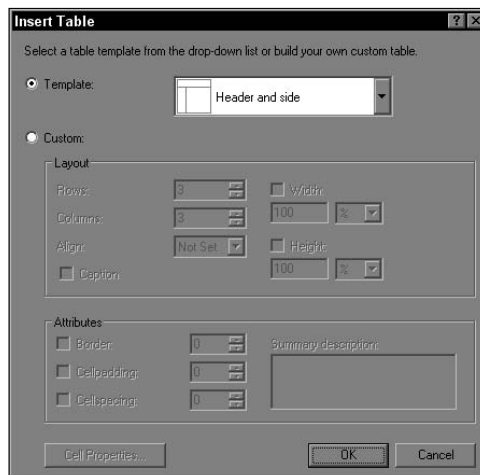 Insert Table
Select a table template from the drop-down list or build your own custom table.
Template:
Header and side
Custom:
Layout
Rows: 3 Width:
Columns: 3 100 %
Align: Not Set Height:
Caption 100 %
Attributes
Border: 0 Summary description:
Cellpadding: 0
Cellspacing: 0
Cell Properties... OK Cancel